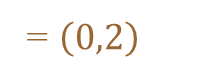 = (0,2)